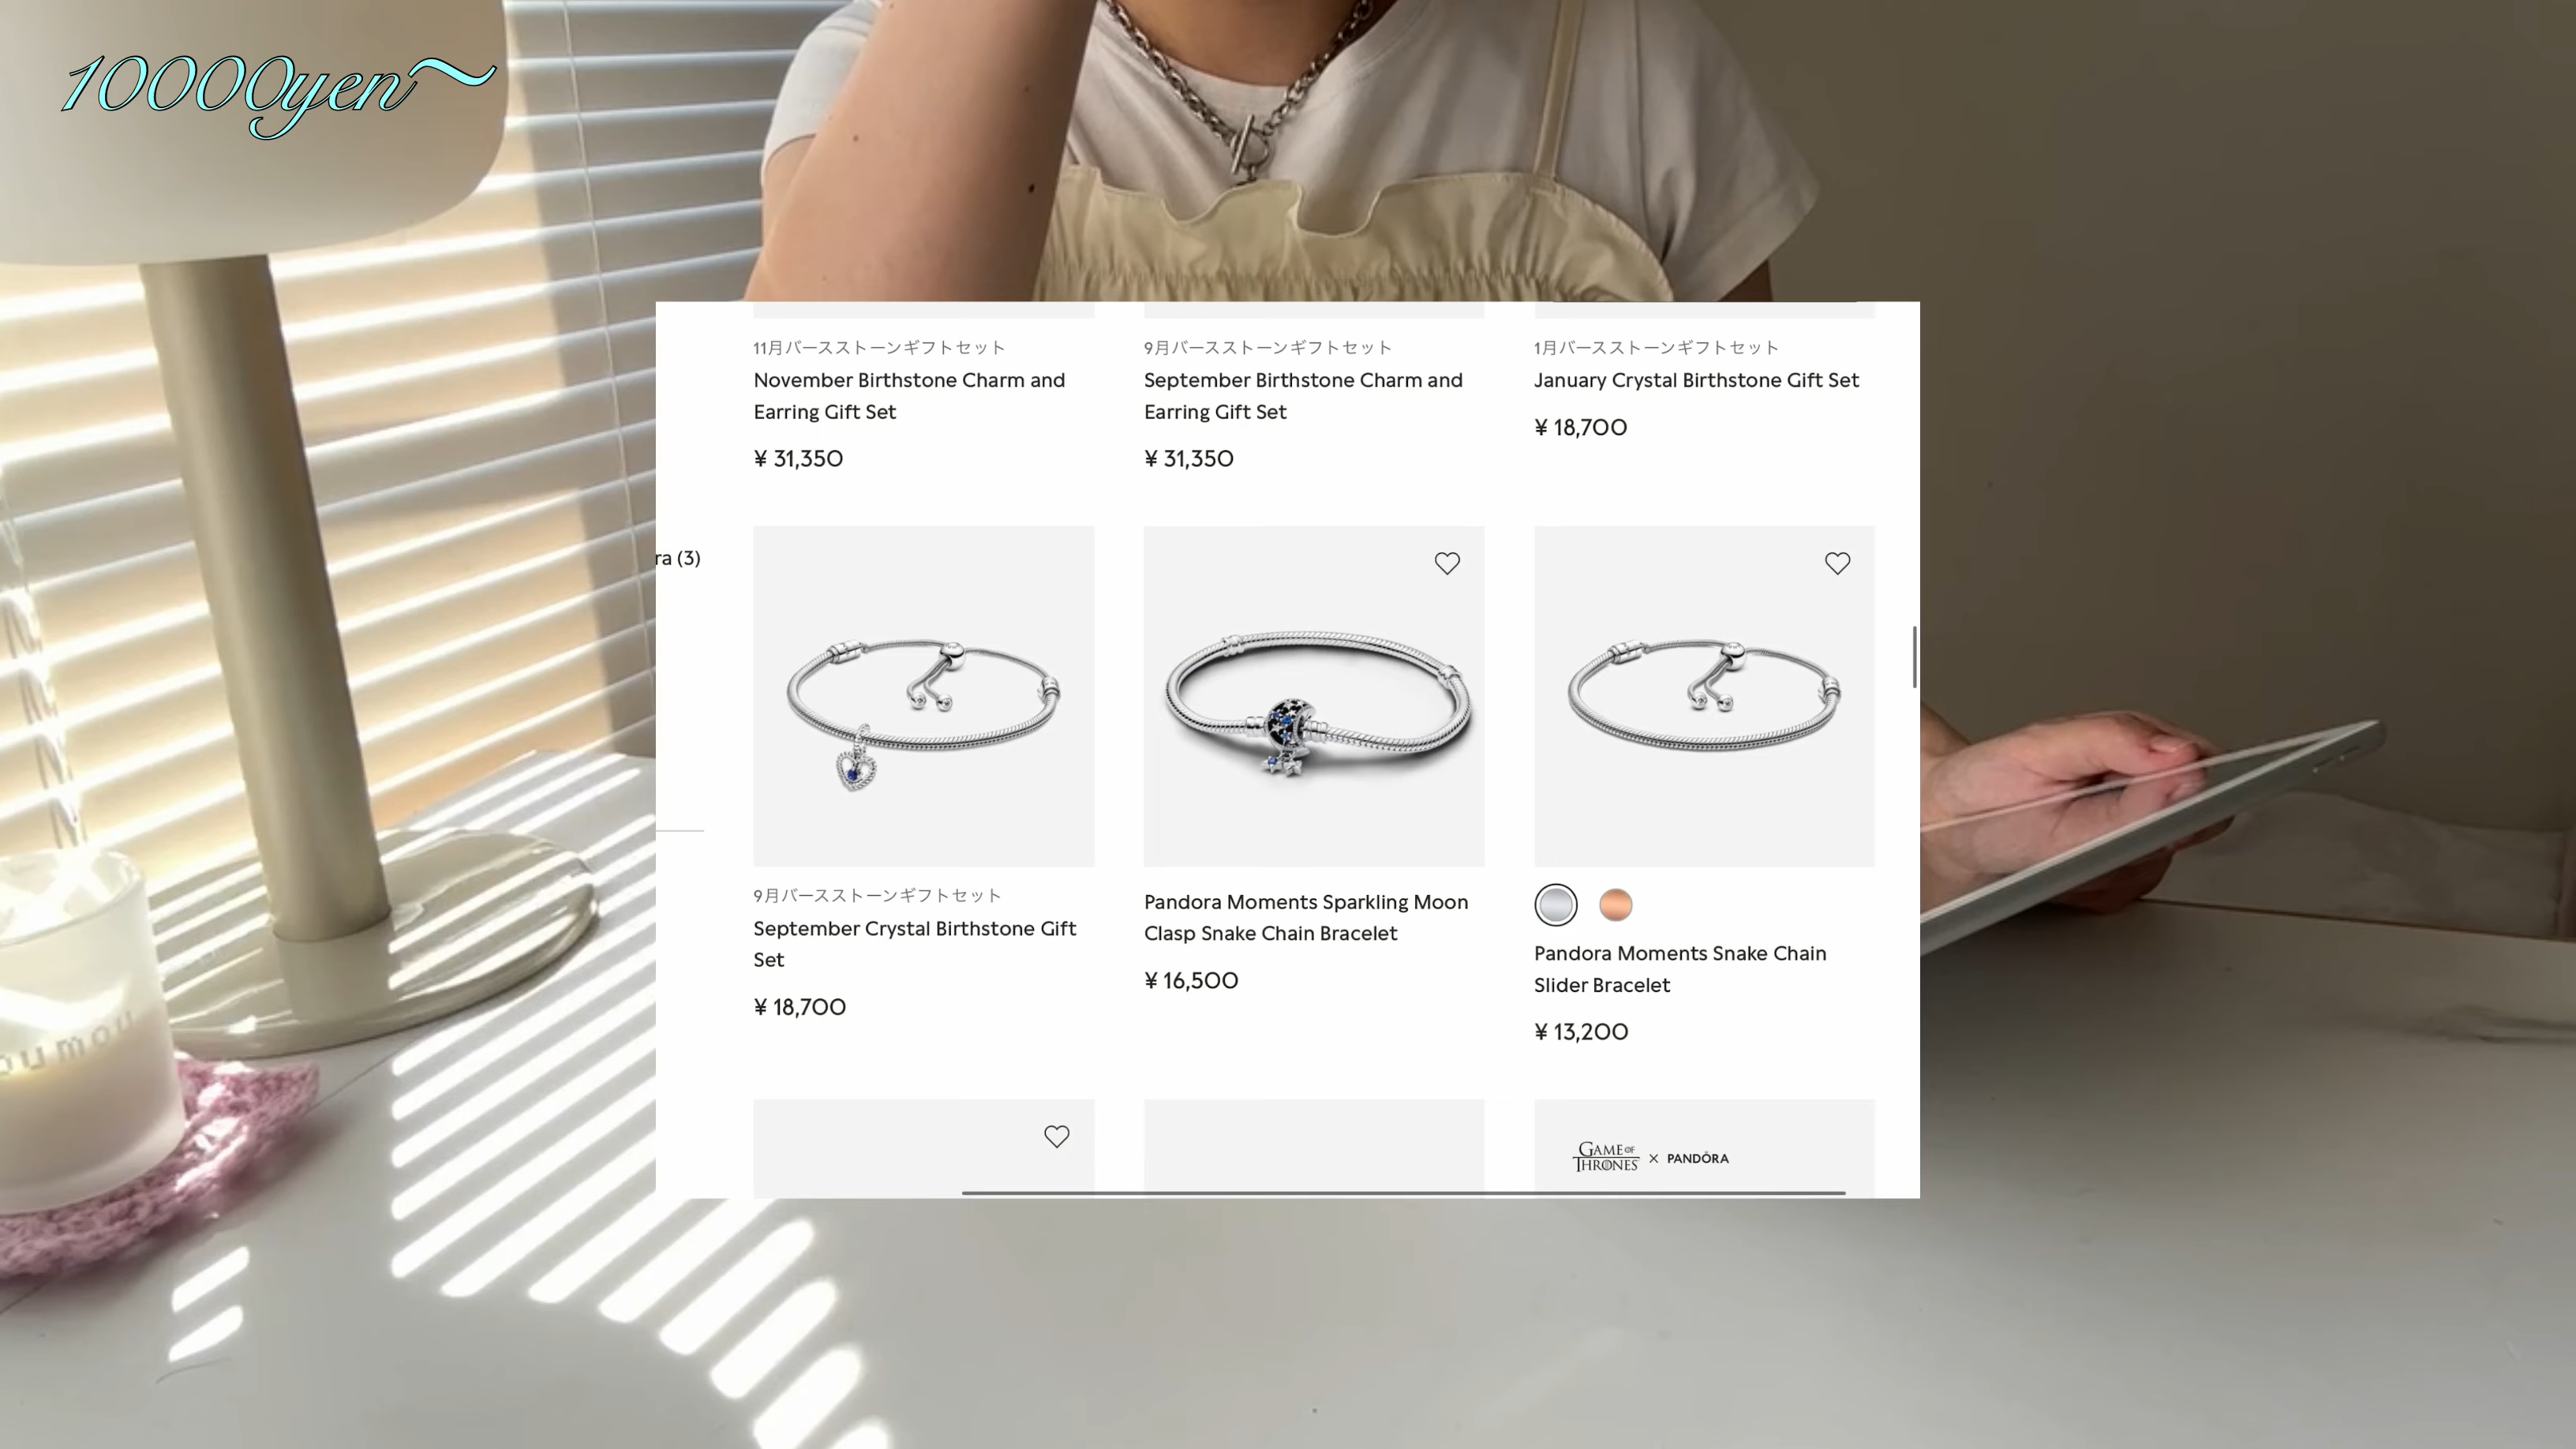 10000yen~
11月バースストーンギフトセット
November Birthstone Charm and
Earring Gift Set
¥ 31,350
9月バースストーンギフトセット
September Birthstone Charm and
Earring Gift Set
¥ 31,350
1月バースストーンギフトセット
January Crystal Birthstone Gift Set
¥ 18,700
ra (3)
9月バースストーンギフトセット
September Crystal Birthstone Gift
Set
¥ 18,700
Pandora Moments Sparkling Moon
Clasp Snake Chain Bracelet
¥ 16,500
Pandora Moments Snake Chain
Slider Bracelet
¥ 13,200
GAME OF
THRONES × PANDORA